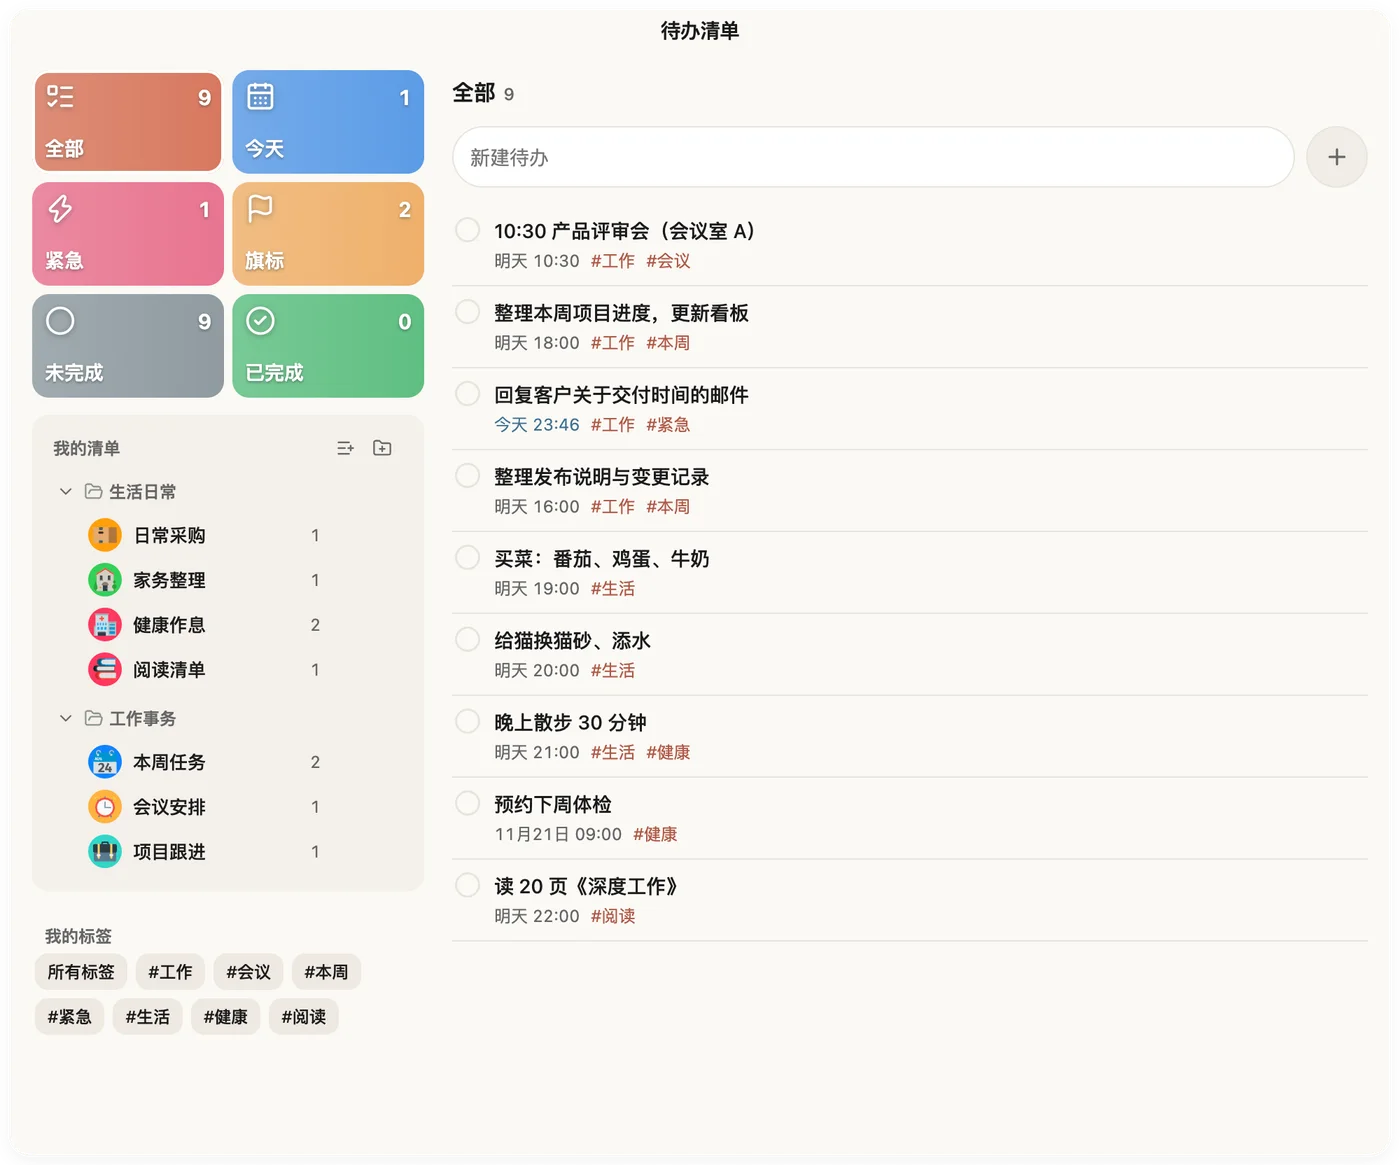 待办清单
9
全部
1
今天
1
紧急
2
旗标
9
未完成
0
已完成
我的清单
生活日常
日常采购 1
家务整理 1
健康作息 2
阅读清单 1
工作事务
24
本周任务 2
会议安排 1
项目跟进 1
我的标签
所有标签 #工作 #会议 #本周
#紧急 #生活 #健康 #阅读
全部 9
新建待办
10:30 产品评审会（会议室 A）
明天 10:30 #工作 #会议
整理本周项目进度，更新看板
明天 18:00 #工作 #本周
回复客户关于交付时间的邮件
今天 23:46 #工作 #紧急
整理发布说明与变更记录
明天 16:00 #工作 #本周
买菜：番茄、鸡蛋、牛奶
明天 19:00 #生活
给猫换猫砂、添水
明天 20:00 #生活
晚上散步 30 分钟
明天 21:00 #生活 #健康
预约下周体检
11月21日 09:00 #健康
读 20 页《深度工作》
明天 22:00 #阅读